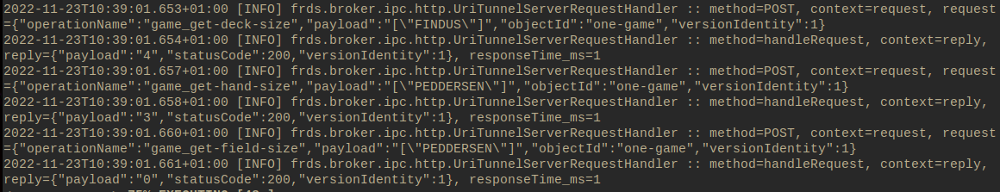 2022-11-23T10:39:01.653+01:00 [INFO] frds.broker.ipc.http.UriTunnelServerRequestHandler :: method=POST, context=request, request
={"operationName":"game_get-deck-size","payload":"[\"FINDUS\"]","objectId":"one-game","versionIdentity":1}
2022-11-23T10:39:01.654+01:00 [INFO] frds.broker.ipc.http.UriTunnelServerRequestHandler :: method=handleRequest, context=reply,
reply={"payload":"4","statusCode":200,"versionIdentity":1}, responseTime_ms=1
2022-11-23T10:39:01.657+01:00 [INFO] frds.broker.ipc.http.UriTunnelServerRequestHandler :: method=POST, context=request, request
={"operationName":"game_get-hand-size","payload":"[\"PEDDERSEN\"]","objectId":"one-game","versionIdentity":1}
2022-11-23T10:39:01.658+01:00 [INFO] frds.broker.ipc.http.UriTunnelServerRequestHandler :: method=handleRequest, context=reply,
reply={"payload":"3","statusCode":200,"versionIdentity":1}, responseTime_ms=1
2022-11-23T10:39:01.660+01:00 [INFO] frds.broker.ipc.http.UriTunnelServerRequestHandler :: method=POST, context=request, request
={"operationName":"game_get-field-size","payload":"[\"PEDDERSEN\"]","objectId":"one-game","versionIdentity":1}
2022-11-23T10:39:01.661+01:00 [INFO] frds.broker.ipc.http.UriTunnelServerRequestHandler :: method=handleRequest, context=reply,
reply={"payload":"0","statusCode":200,"versionIdentity":1}, responseTime_ms=1